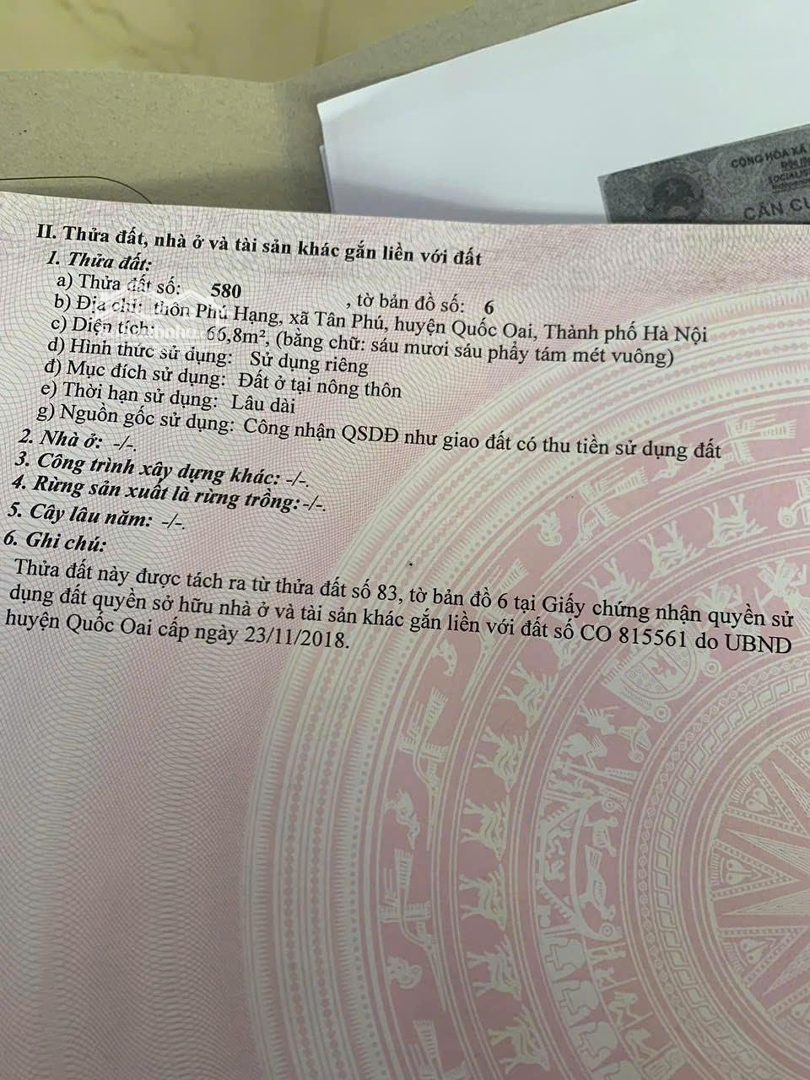 CỘNG HÒA XÃ
ĐỘC LẬP
SOCIALIS
CĂN CƯ
II. Thửa đất, nhà ở và tài sản khác gắn liền với đất
1. Thửa đất:
a) Thửa đất số: 580 , tờ bản đồ số: 6
b) Địa chỉ: thôn Phú Hạng, xã Tân Phú, huyện Quốc Oai, Thành phố Hà Nội
c) Diện tích: 66,8m², (bằng chữ: sáu mươi sáu phẩy tám mét vuông)
d) Hình thức sử dụng: Sử dụng riêng
đ) Mục đích sử dụng: Đất ở tại nông thôn
e) Thời hạn sử dụng: Lâu dài
g) Nguồn gốc sử dụng: Công nhận QSDĐ như giao đất có thu tiền sử dụng đất
2. Nhà ở: -/-.
3. Công trình xây dựng khác: -/-.
4. Rừng sản xuất là rừng trồng: -/-.
5. Cây lâu năm: -/-.
6. Ghi chú:
Thửa đất này được tách ra từ thửa đất số 83, tờ bản đồ 6 tại Giấy chứng nhận quyền sử
dụng đất quyền sở hữu nhà ở và tài sản khác gắn liền với đất số CO 815561 do UBND
huyện Quốc Oai cấp ngày 23/11/2018.